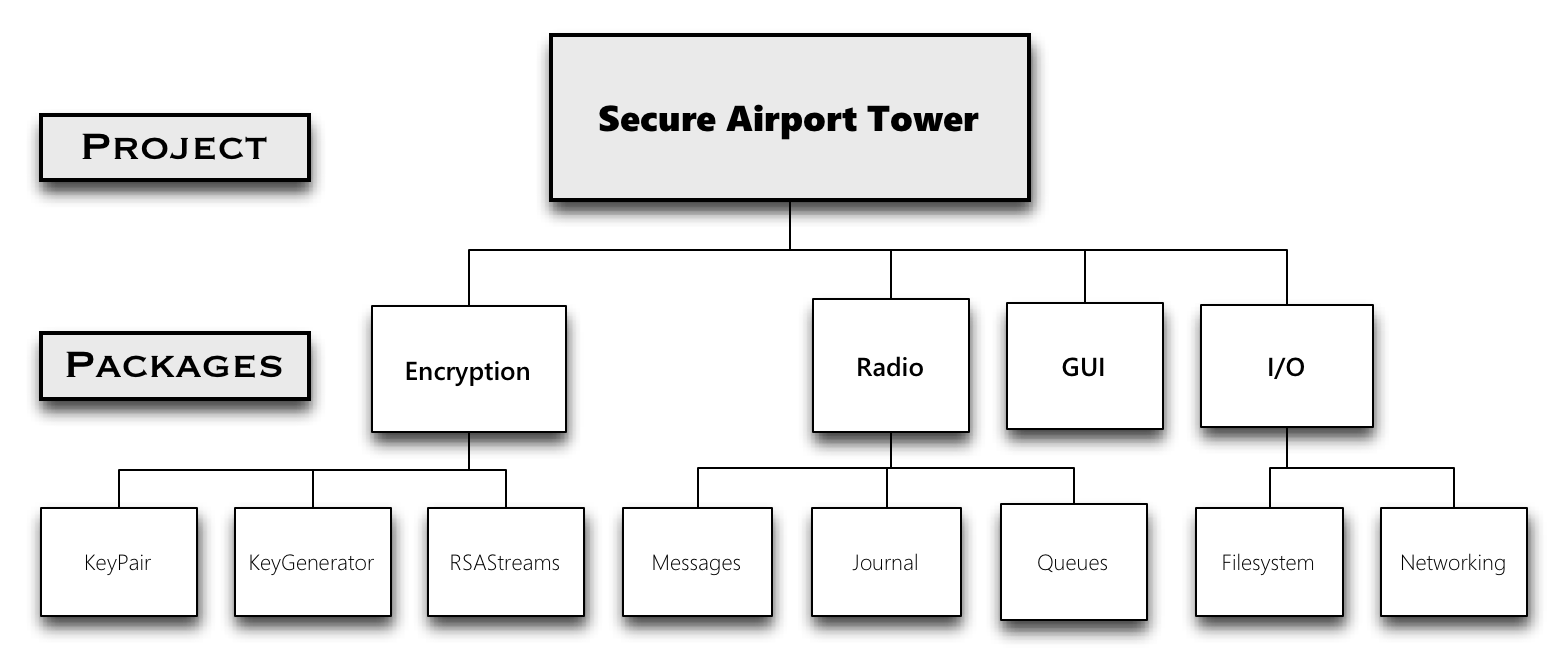 Secure Airport Tower
PROJECT
PACKAGES
Encryption
Radio
GUI
I/O
KeyPair
KeyGenerator
RSAStreams
Messages
Journal
Queues
Filesystem
Networking